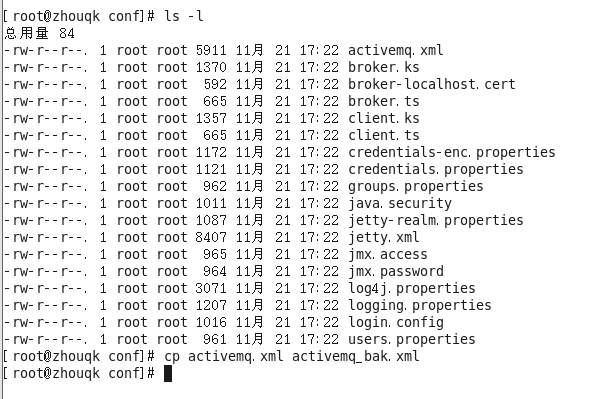 [root@zhouqk conf]# ls -l
总用量 84
-rw-r--r--. 1 root root 5911 11月 21 17:22 activemq.xml
-rw-r--r--. 1 root root 1370 11月 21 17:22 broker.ks
-rw-r--r--. 1 root root  592 11月 21 17:22 broker-localhost.cert
-rw-r--r--. 1 root root  665 11月 21 17:22 broker.ts
-rw-r--r--. 1 root root 1357 11月 21 17:22 client.ks
-rw-r--r--. 1 root root  665 11月 21 17:22 client.ts
-rw-r--r--. 1 root root 1172 11月 21 17:22 credentials-enc.properties
-rw-r--r--. 1 root root 1121 11月 21 17:22 credentials.properties
-rw-r--r--. 1 root root  962 11月 21 17:22 groups.properties
-rw-r--r--. 1 root root 1011 11月 21 17:22 java.security
-rw-r--r--. 1 root root 1087 11月 21 17:22 jetty-realm.properties
-rw-r--r--. 1 root root 8407 11月 21 17:22 jetty.xml
-rw-r--r--. 1 root root  965 11月 21 17:22 jmx.access
-rw-r--r--. 1 root root  964 11月 21 17:22 jmx.password
-rw-r--r--. 1 root root 3071 11月 21 17:22 log4j.properties
-rw-r--r--. 1 root root 1207 11月 21 17:22 logging.properties
-rw-r--r--. 1 root root 1016 11月 21 17:22 login.config
-rw-r--r--. 1 root root  961 11月 21 17:22 users.properties
[root@zhouqk conf]# cp activemq.xml activemq_bak.xml
[root@zhouqk conf]#